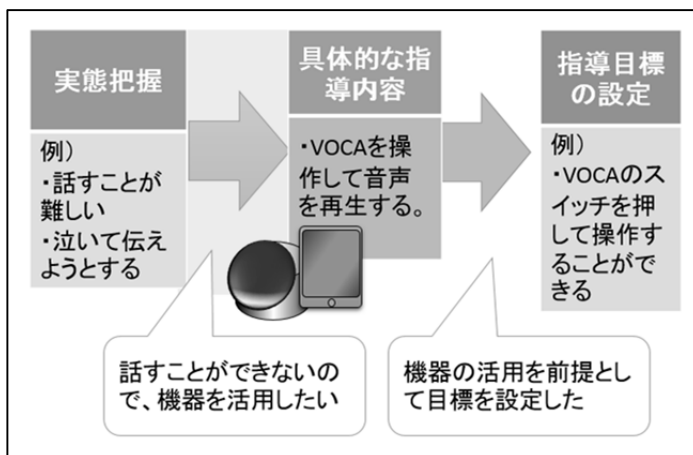 実態把握
例）
・話すことが
難しい
・泣いて伝え
ようとする
具体的な指
導内容
・VOCAを操
作して音声
を再生する。
指導目標
の設定
例）
・VOCAのス
イッチを押
して操作す
ることがで
きる
話すことができないの
で、機器を活用したい
機器の活用を前提とし
て目標を設定した